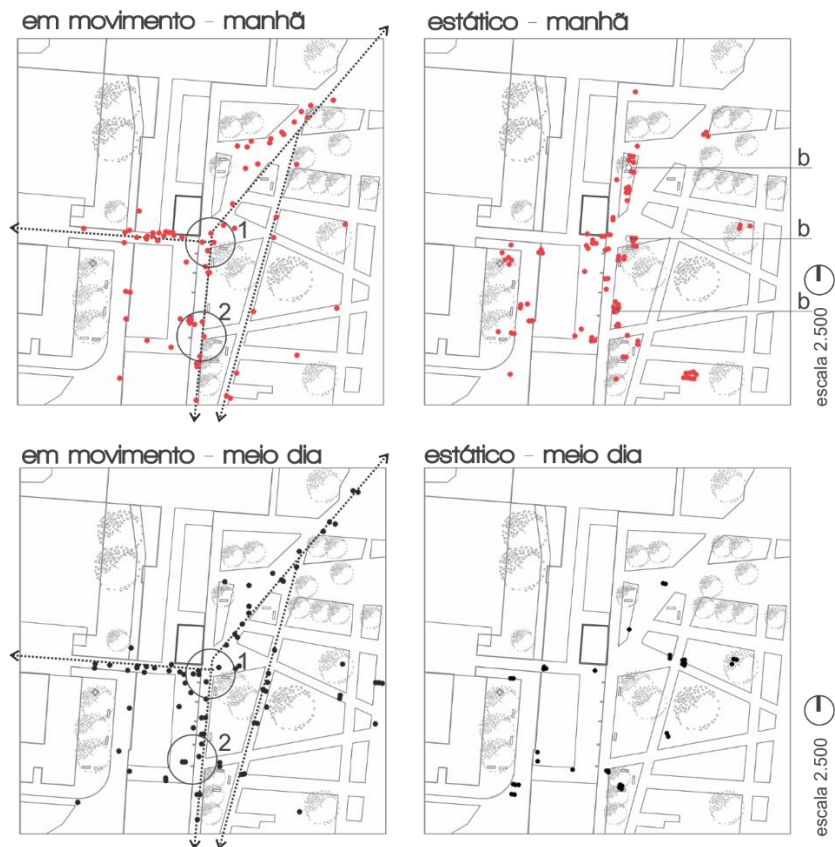 em movimento - manhã
estático - manhã
1
2
b
b
b
escala 2.500
em movimento - meio dia
estático - meio dia
1
2
escala 2.500